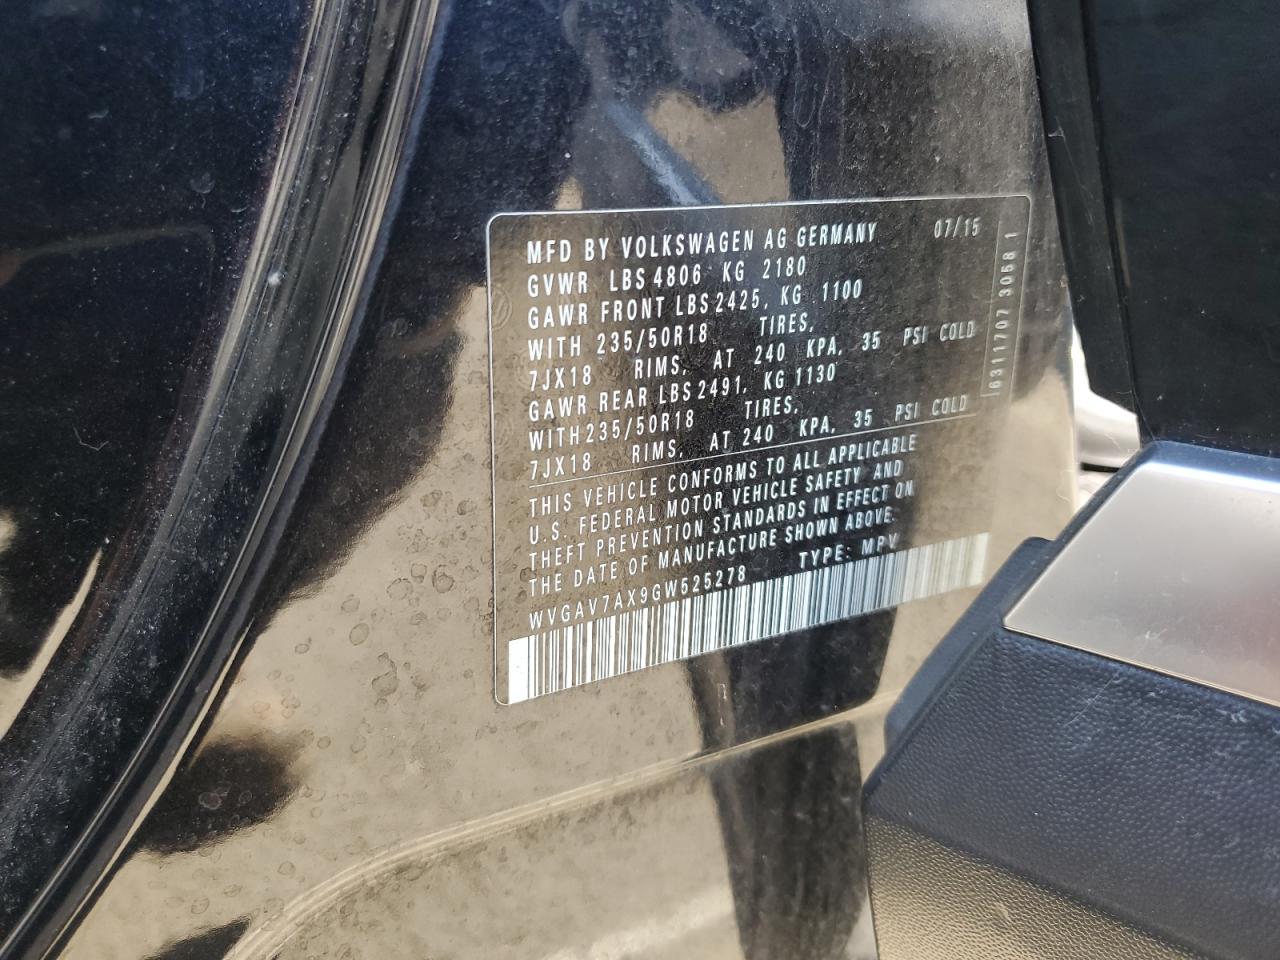 MFD BY VOLKSWAGEN AG GERMANY 07/15
GVWR LBS 4806 KG 2180
GAWR FRONT LBS 2425, KG 1100
WITH 235/50R18 TIRES,
7JX18 RIMS, AT 240 KPA, 35 PSI COLD
GAWR REAR LBS 2491, KG 1130
WITH 235/50R18 TIRES,
7JX18 RIMS, AT 240 KPA, 35 PSI COLD
THIS VEHICLE CONFORMS TO ALL APPLICABLE
U.S. FEDERAL MOTOR VEHICLE SAFETY AND
THEFT PREVENTION STANDARDS IN EFFECT ON
THE DATE OF MANUFACTURE SHOWN ABOVE.
WVGAV7AX9GW525278 TYPE: MPV
6311707 3058 1